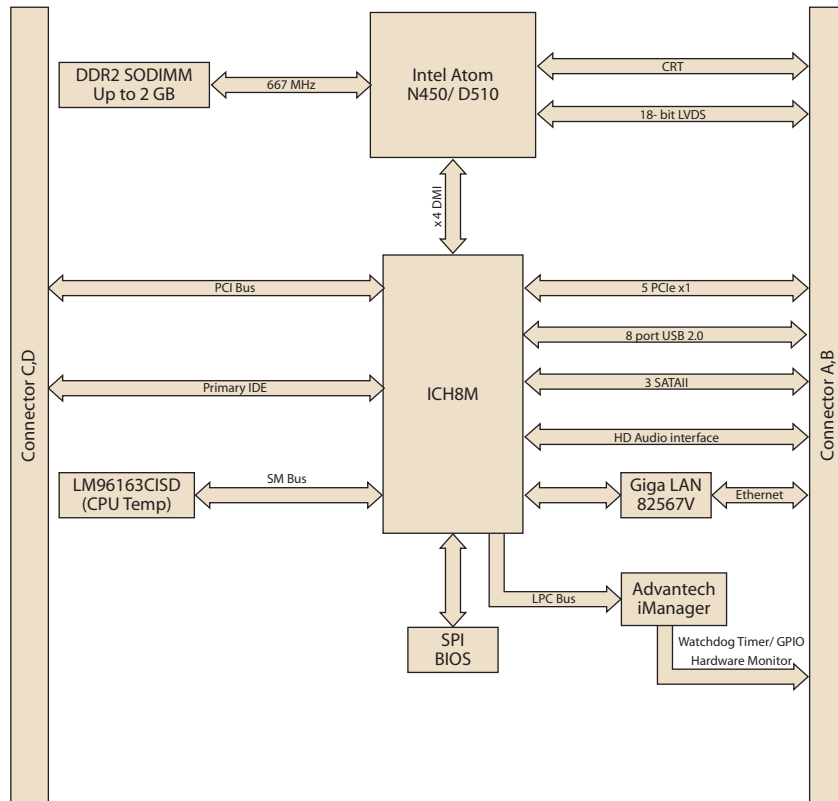 DDR2 SODIMM
Up to 2 GB
667 MHz
Intel Atom
N450/ D510
CRT
18- bit LVDS
x 4 DMI
Connector C,D
PCI Bus
Primary IDE
ICH8M
5 PCIe x1
8 port USB 2.0
3 SATAII
HD Audio interface
Connector A,B
LM96163CISD
(CPU Temp)
SM Bus
Giga LAN
82567V
Ethernet
LPC Bus
Advantech
iManager
SPI
BIOS
Watchdog Timer/ GPIO
Hardware Monitor